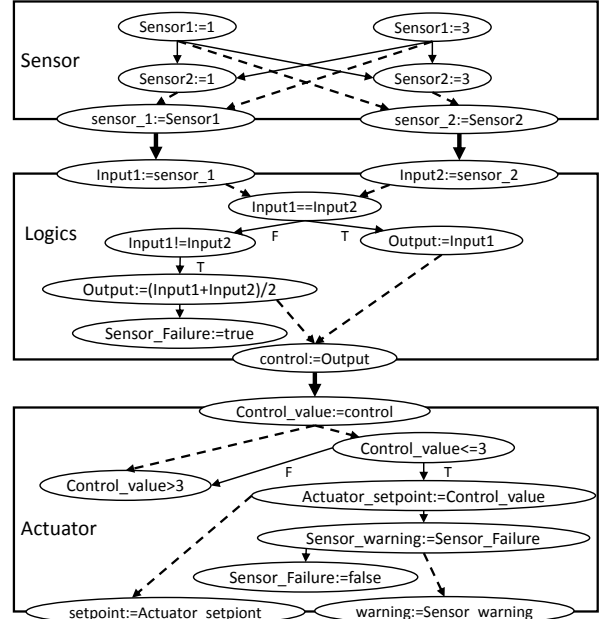 Sensor1:=1
Sensor1:=3
Sensor
Sensor2:=1
Sensor2:=3
sensor_1:=Sensor1
sensor_2:=Sensor2
Input1:=sensor_1
Input2:=sensor_2
Input1==Input2
Logics
Input1!=Input2
F
T
Output:=Input1
T
Output:=(Input1+Input2)/2
Sensor_Failure:=true
control:=Output
Control_value:=control
Control_value<=3
F
T
Control_value>3
Actuator_setpoint:=Control_value
Actuator
Sensor_warning:=Sensor_Failure
Sensor_Failure:=false
setpoint:=Actuator_setpiont
warning:=Sensor_warning